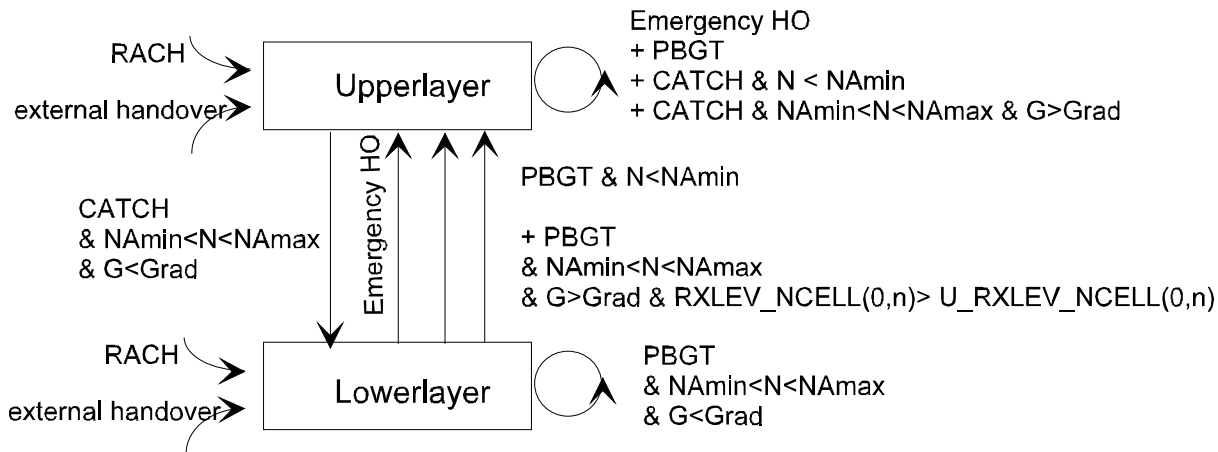 Emergency HO
+ PBGT
+ CATCH & N < NAmin
+ CATCH & NAmin<N<NAmax & G>Grad
RACH
external handover
Upperlayer
Emergency HO
PBGT & N<NAmin
CATCH
& NAmin<N<NAmax
& G<Grad
+ PBGT
& NAmin<N<NAmax
& G>Grad & RXLEV_NCELL(0,n)> U_RXLEV_NCELL(0,n)
RACH
external handover
Lowerlayer
PBGT
& NAmin<N<NAmax
& G<Grad